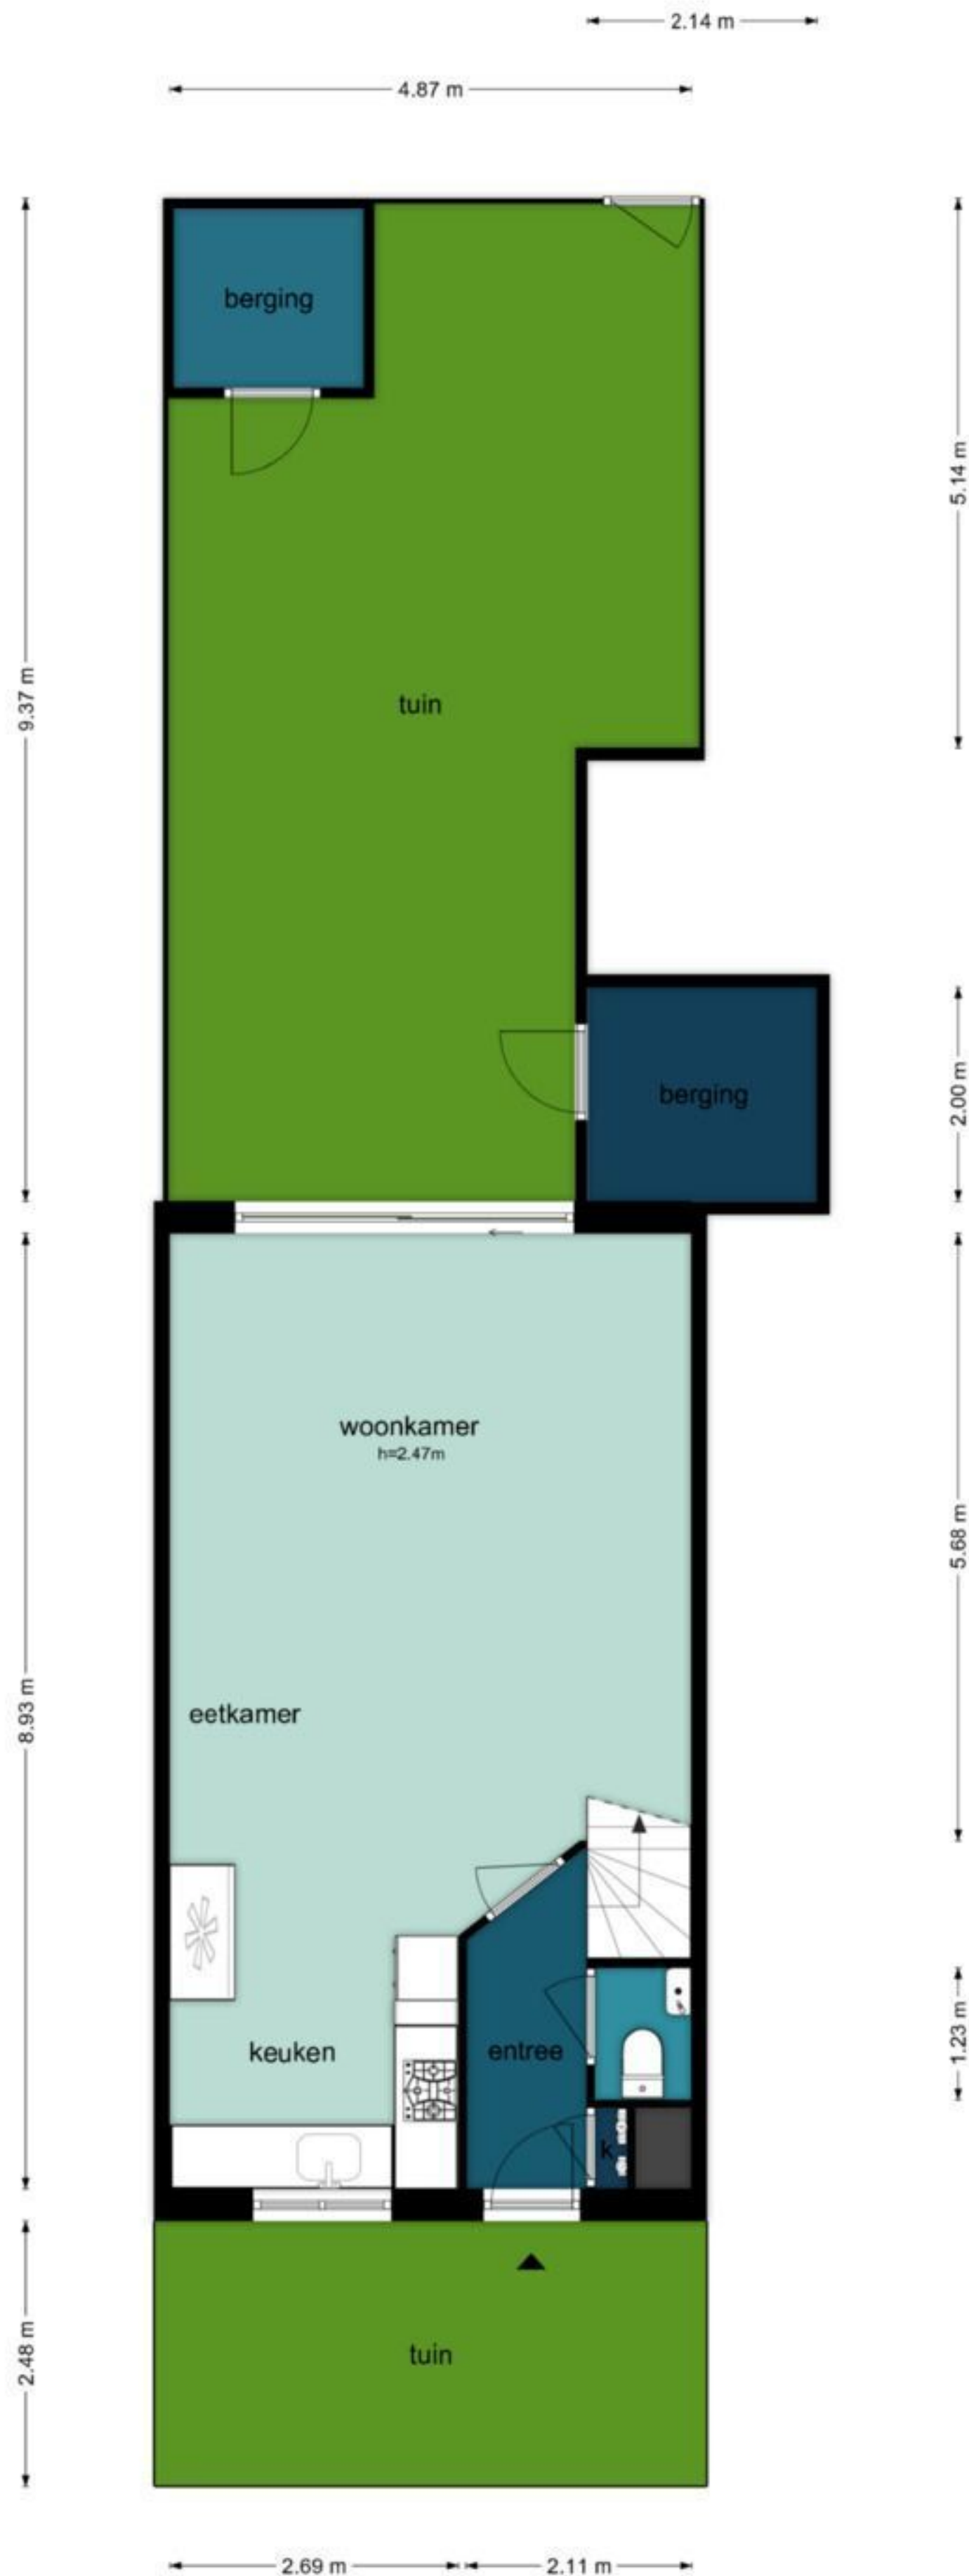 2.14 m
4.87 m
berging
5.14 m
9.37 m
tuin
berging
2.00 m
woonkamer
h=2.47m
5.68 m
8.93 m
eetkamer
keuken
entree
1.23 m
k
tuin
2.48 m
2.69 m
2.11 m